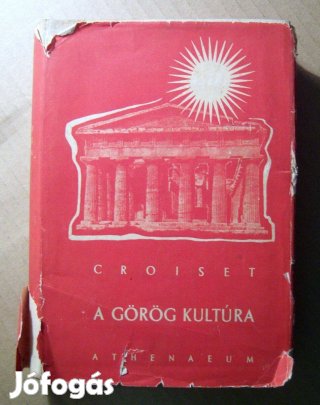 CROISET
A GÖRÖG KULTÚRA
ATHENAEUM
Jófogás